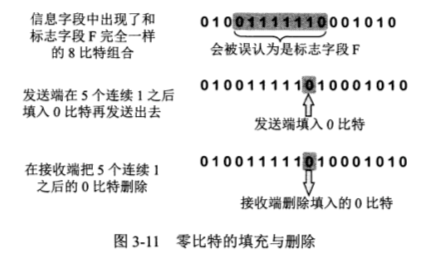 信息字段中出现了和
标志字段 F 完全一样
的 8 比特组合
01001111110001010
会被误认为是标志字段 F
发送端在 5 个连续 1 之后
填入 0 比特再发送出去
010011111010001010
发送端填入 0 比特
在接收端把 5 个连续 1
之后的 0 比特删除
010011111010001010
接收端删除填入的 0 比特
图 3-11 零比特的填充与删除